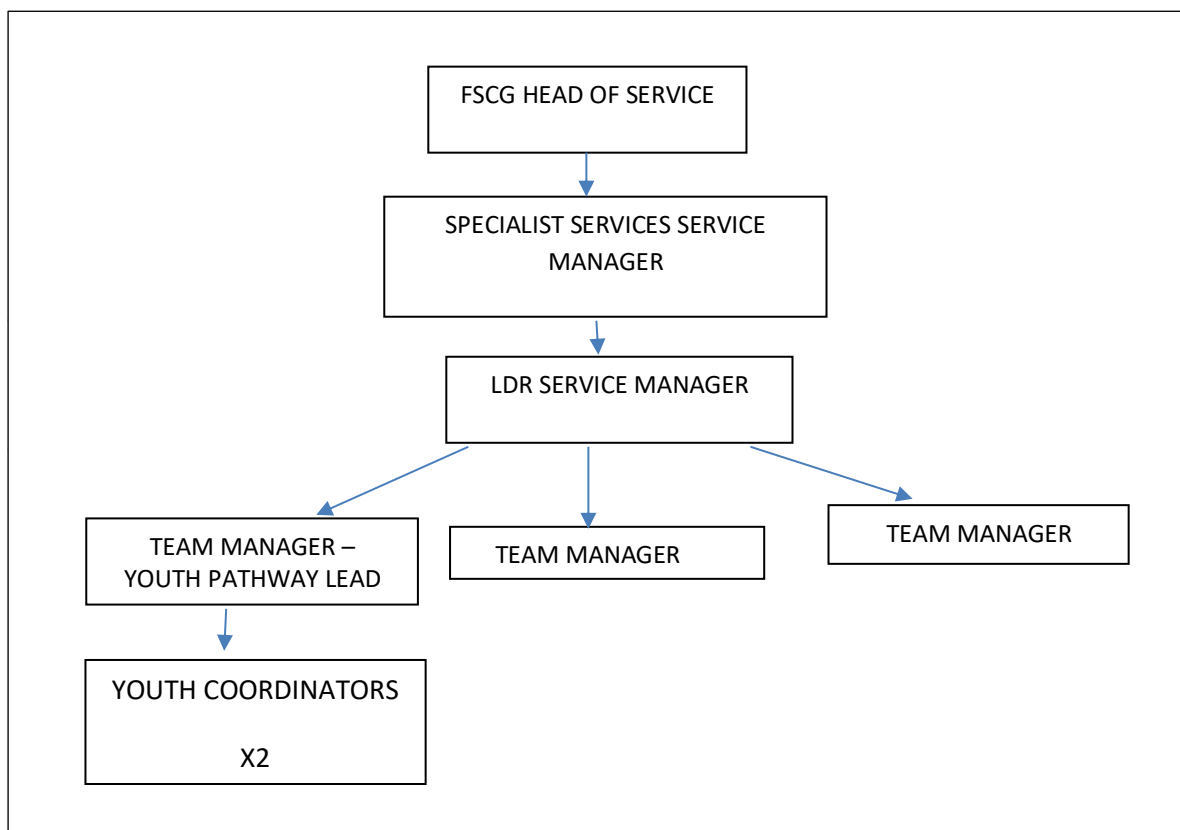 FSCG HEAD OF SERVICE
SPECIALIST SERVICES SERVICE
MANAGER
LDR SERVICE MANAGER
TEAM MANAGER –
YOUTH PATHWAY LEAD
TEAM MANAGER
TEAM MANAGER
YOUTH COORDINATORS
X2